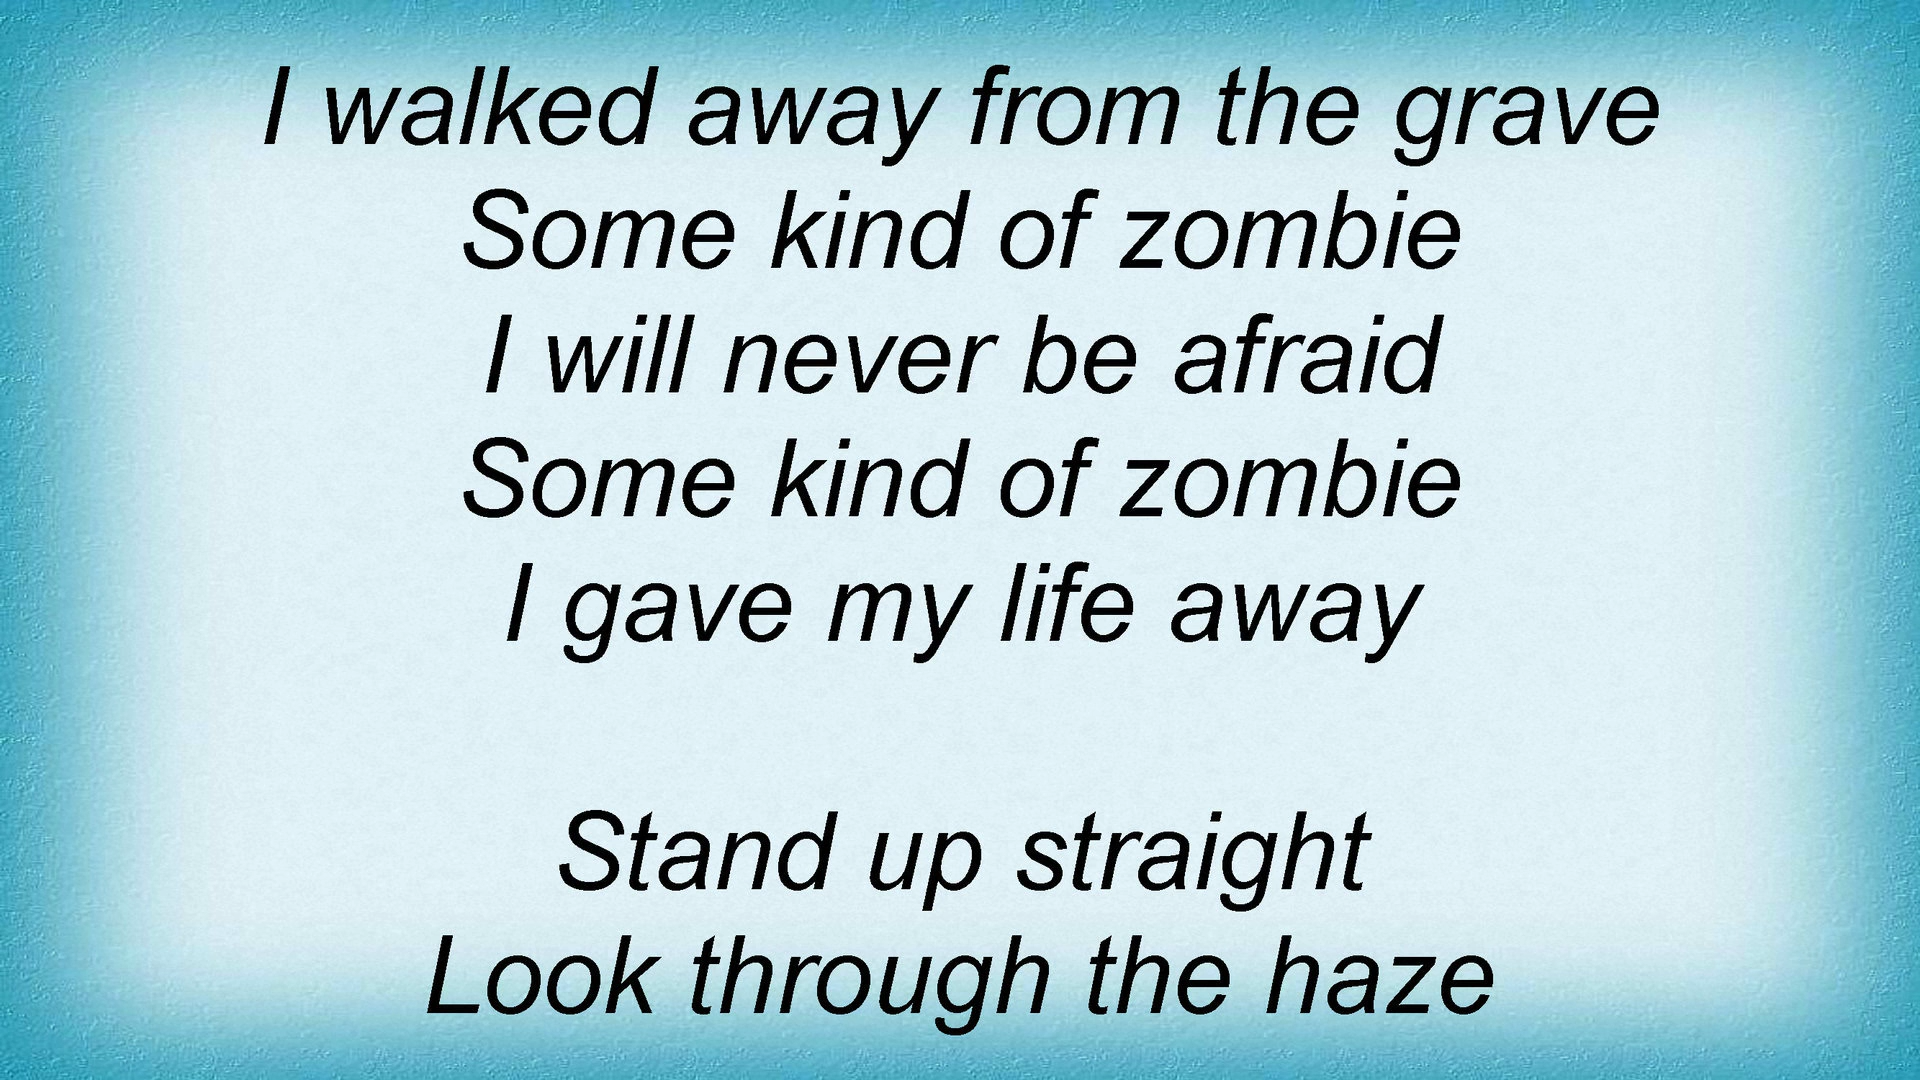 I walked away from the grave
Some kind of zombie
I will never be afraid
Some kind of zombie
I gave my life away
Stand up straight
Look through the haze